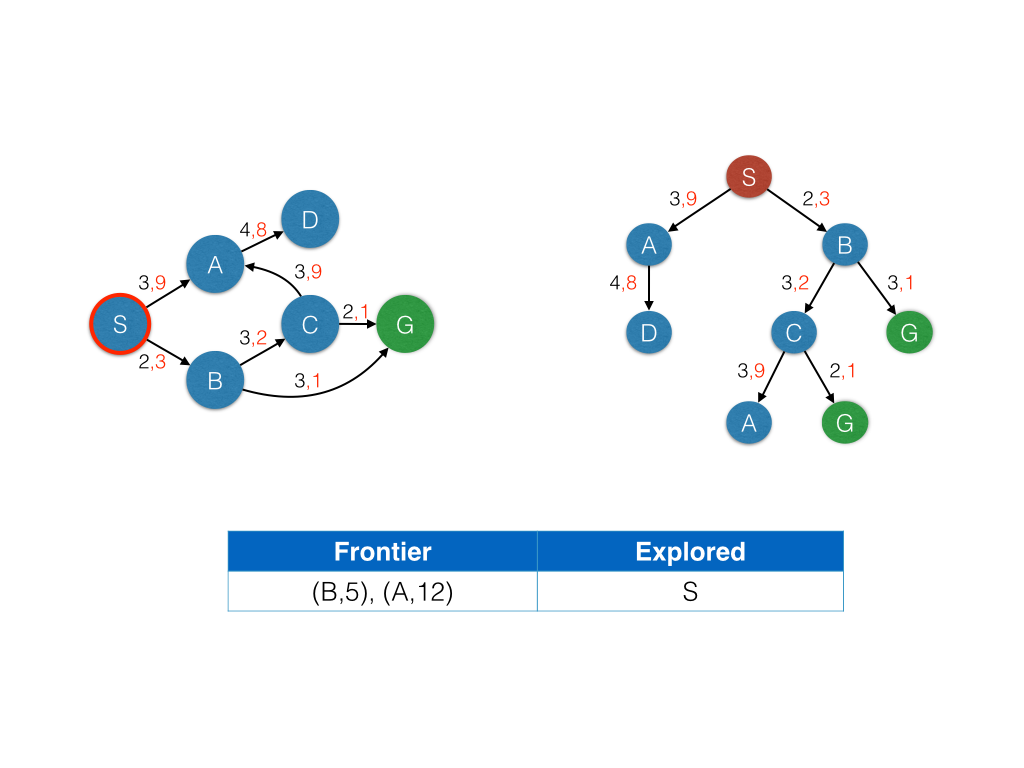 D
4,8
A
3,9
3,9
S
C
2,1
G
3,2
2,3
B
3,1
S
3,9
2,3
A
B
4,8
3,2
3,1
D
C
G
3,9
2,1
A
G
Frontier
Explored
(B,5), (A,12)
S